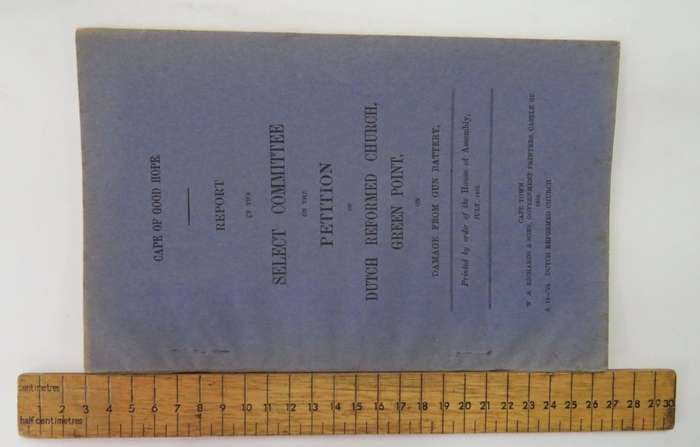 CAPE OF GOOD HOPE
REPORT
OF THE
SELECT COMMITTEE
ON THE
PETITION
OF
DUTCH REFORMED CHURCH,
GREEN POINT,
ON
DAMAGE FROM GUN BATTERY,
Printed by order of the House of Assembly,
CAPE TOWN
W. A. RICHARDS & SONS, GOVERNMENT PRINTERS, CASTLE ST.
DUTCH REFORMED CHURCH
centimetres
1 2 3 4 5 6 7 8 9 10 11 12 13 14 15 16 17 18 19 20 21 22 23 24 25 26 27 28 29 30
half centimetres